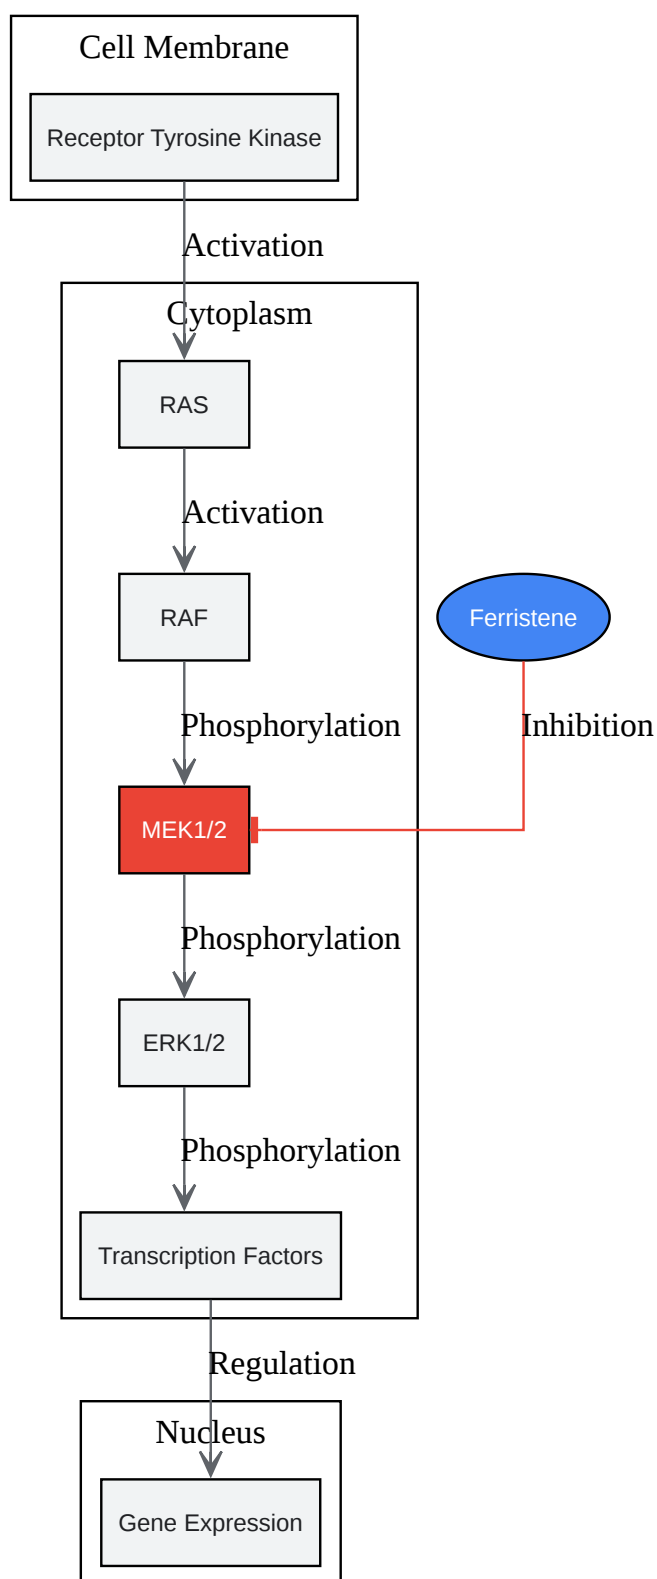 Cell Membrane
Receptor Tyrosine Kinase
Activation
Cytoplasm
RAS
Activation
RAF
Ferristene
Phosphorylation
Inhibition
MEK1/2
Phosphorylation
ERK1/2
Phosphorylation
Transcription Factors
Regulation
Nucleus
Gene Expression